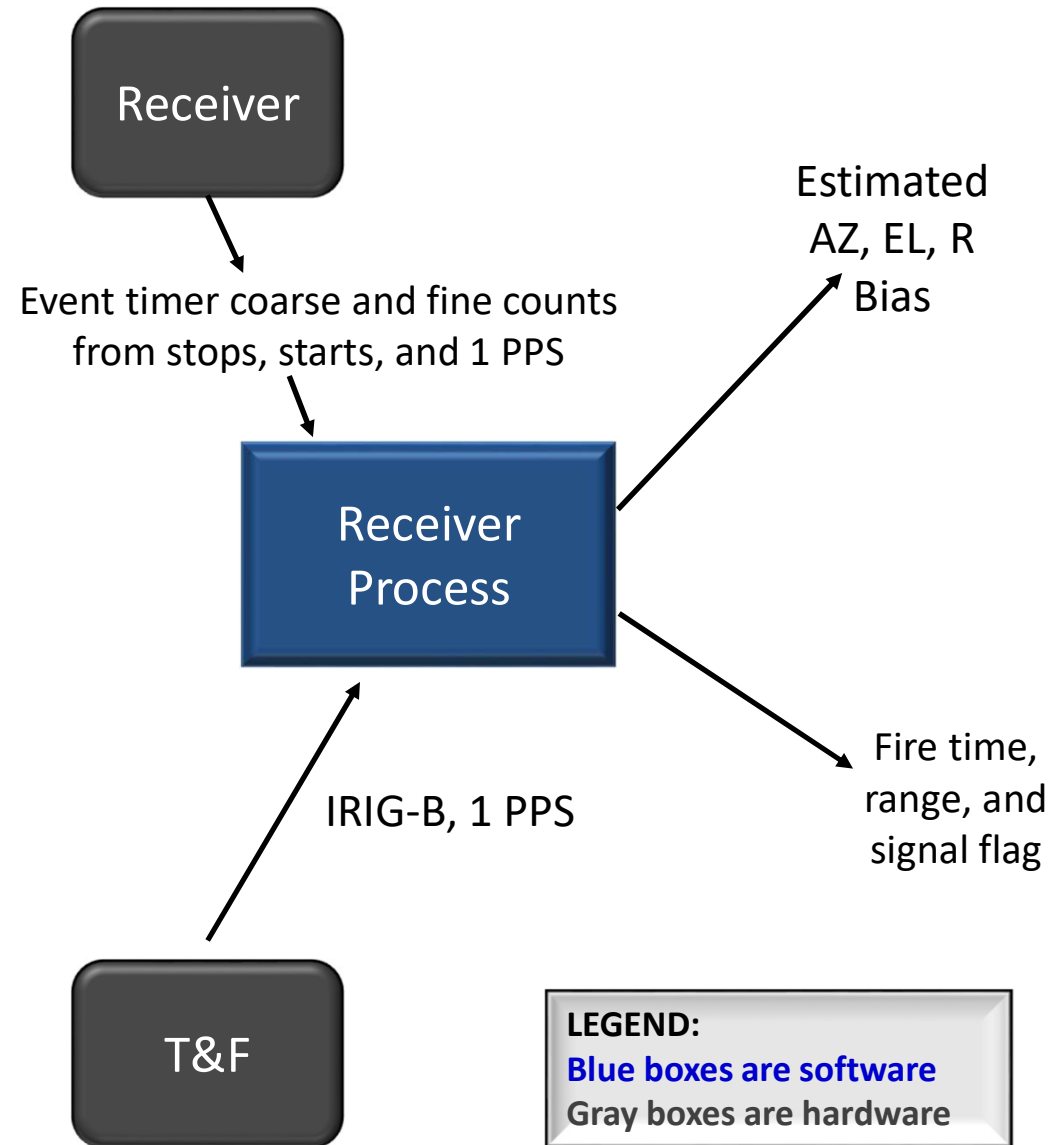 Receiver
Estimated
AZ, EL, R
Bias
Event timer coarse and fine counts
from stops, starts, and 1 PPS
Receiver
Process
IRIG-B, 1 PPS
Fire time,
range, and
signal flag
T&F
LEGEND:
Blue boxes are software
Gray boxes are hardware